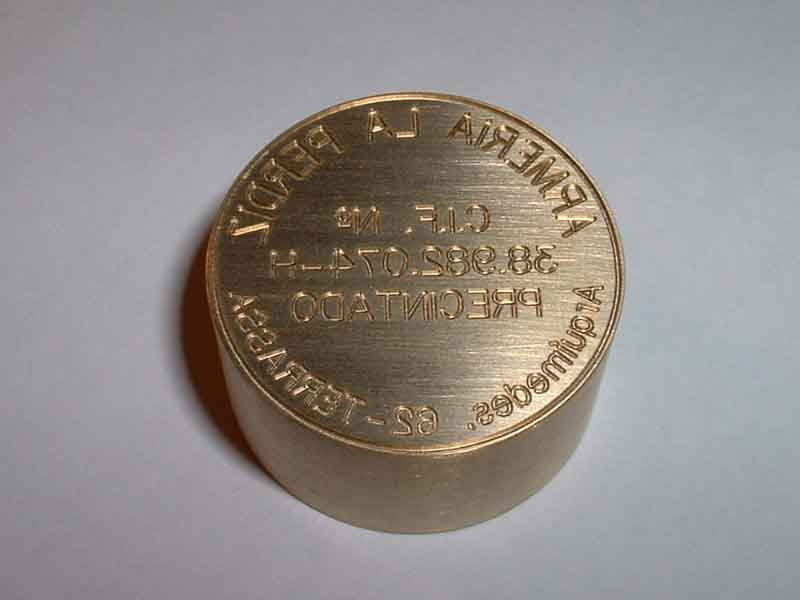 ARMERIA LA PERDIZ
C.I.F. Nº
38.982.074-H
PRECINTADO
Arquimedes, 62-TERRASSA